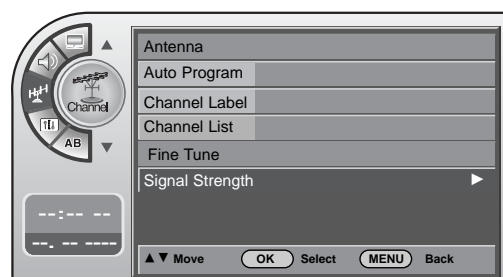 Antenna
Auto Program
Channel Label
Channel
Channel List
AB
Fine Tune
Signal Strength ►
--:-- --
--. -- ----
▲▼ Move OK Select MENU Back